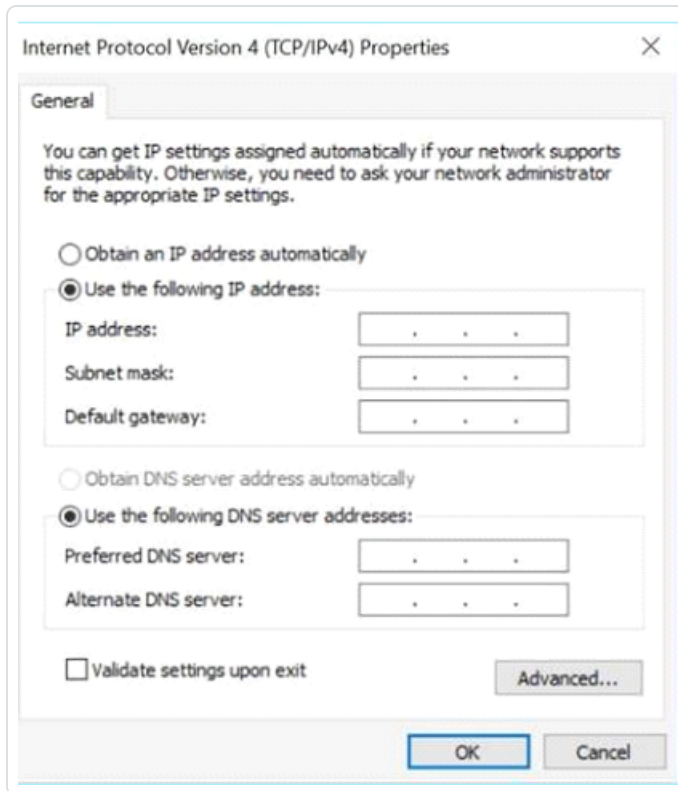 Internet Protocol Version 4 (TCP/IPv4) Properties
General
You can get IP settings assigned automatically if your network supports
this capability. Otherwise, you need to ask your network administrator
for the appropriate IP settings.
Obtain an IP address automatically
Use the following IP address:
IP address:
Subnet mask:
Default gateway:
Obtain DNS server address automatically
Use the following DNS server addresses:
Preferred DNS server:
Alternate DNS server:
Validate settings upon exit
Advanced...
OK
Cancel